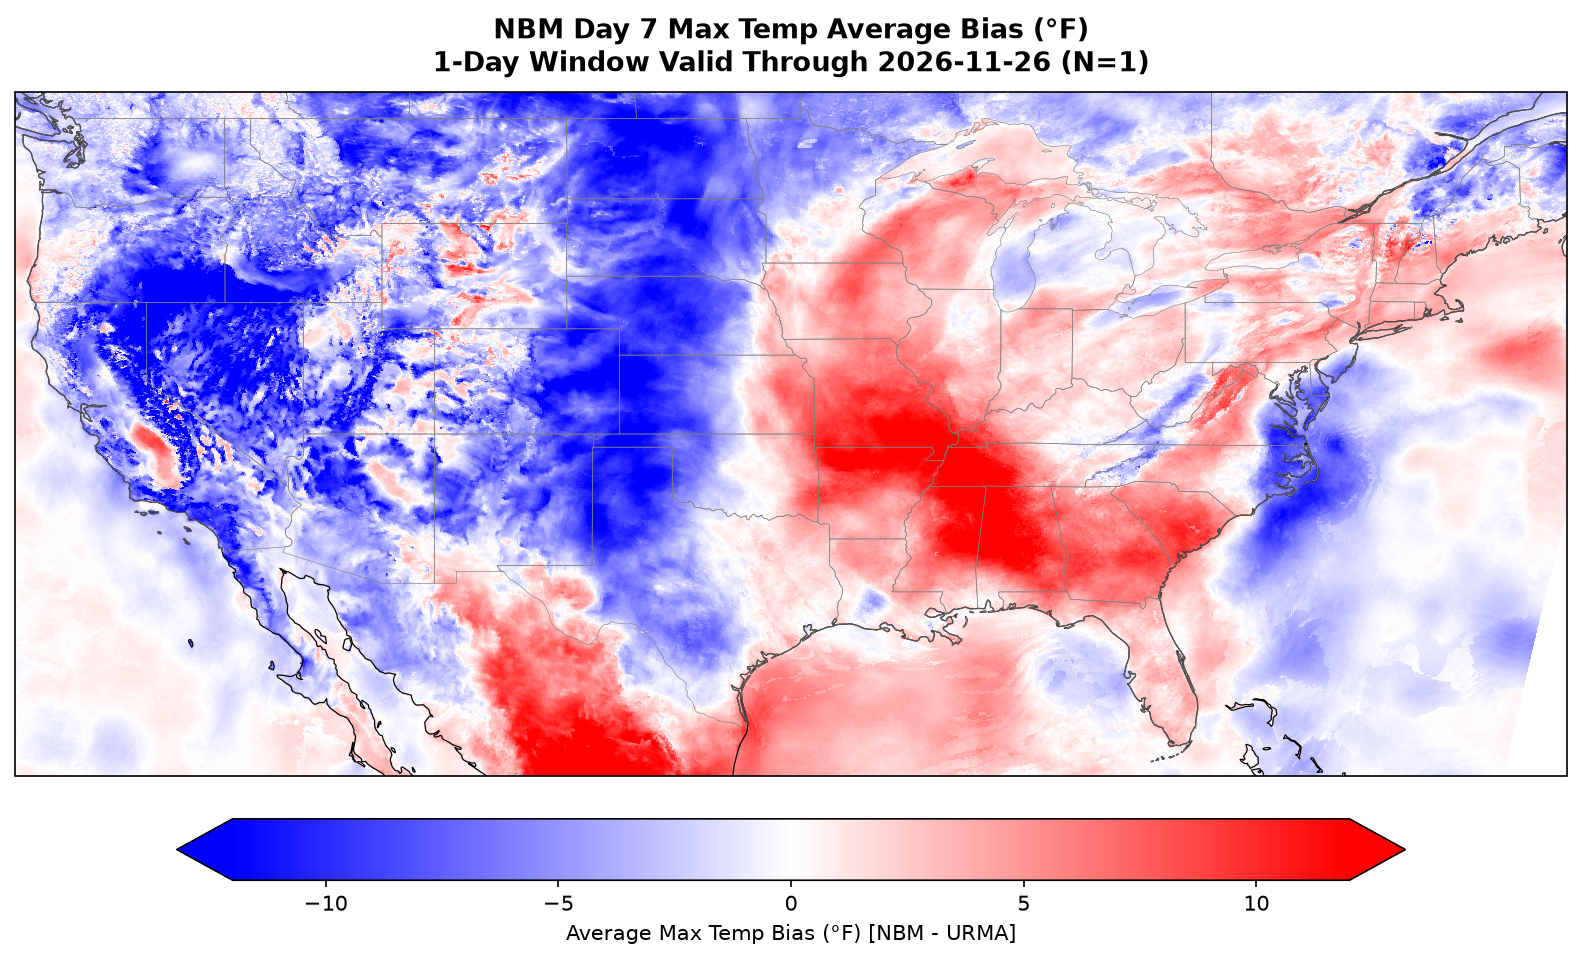 NBM Day 7 Max Temp Average Bias (°F)
1-Day Window Valid Through 2026-11-26 (N=1)
−10 −5 0 5 10
Average Max Temp Bias (°F) [NBM - URMA]